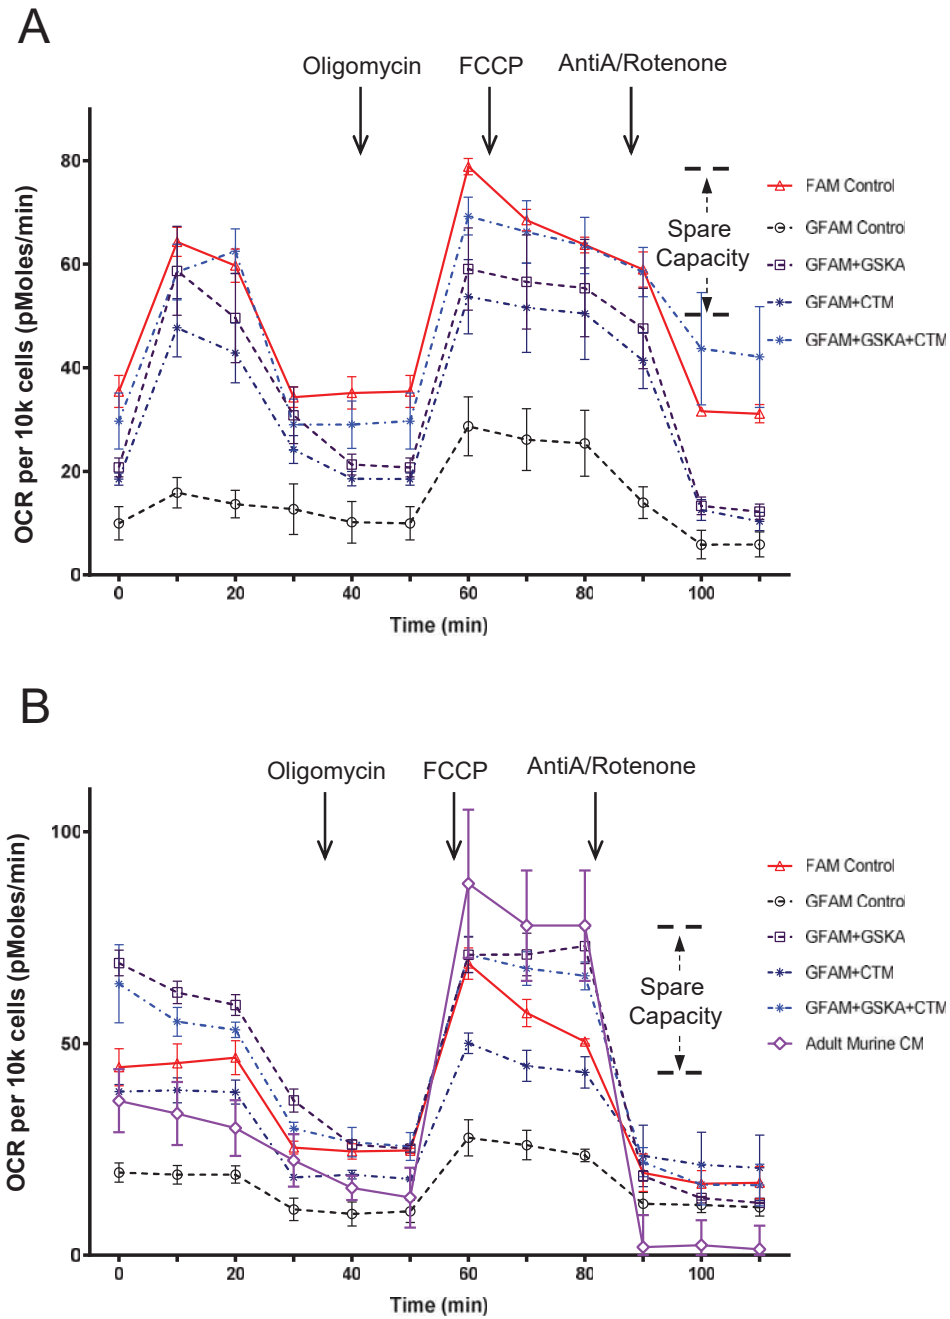 A
Oligomycin
FCCP
AntiA/Rotenone
OCR per 10k cells (pMoles/min)
80
60
40
20
0
0
20
40
60
80
100
Time (min)
Spare
Capacity
FAM Control
GFAM Control
GFAM+GSKA
GFAM+CTM
GFAM+GSKA+CTM
B
Oligomycin
FCCP
AntiA/Rotenone
OCR per 10k cells (pMoles/min)
100
50
0
0
20
40
60
80
100
Time (min)
Spare
Capacity
FAM Control
GFAM Control
GFAM+GSKA
GFAM+CTM
GFAM+GSKA+CTM
Adult Murine CM